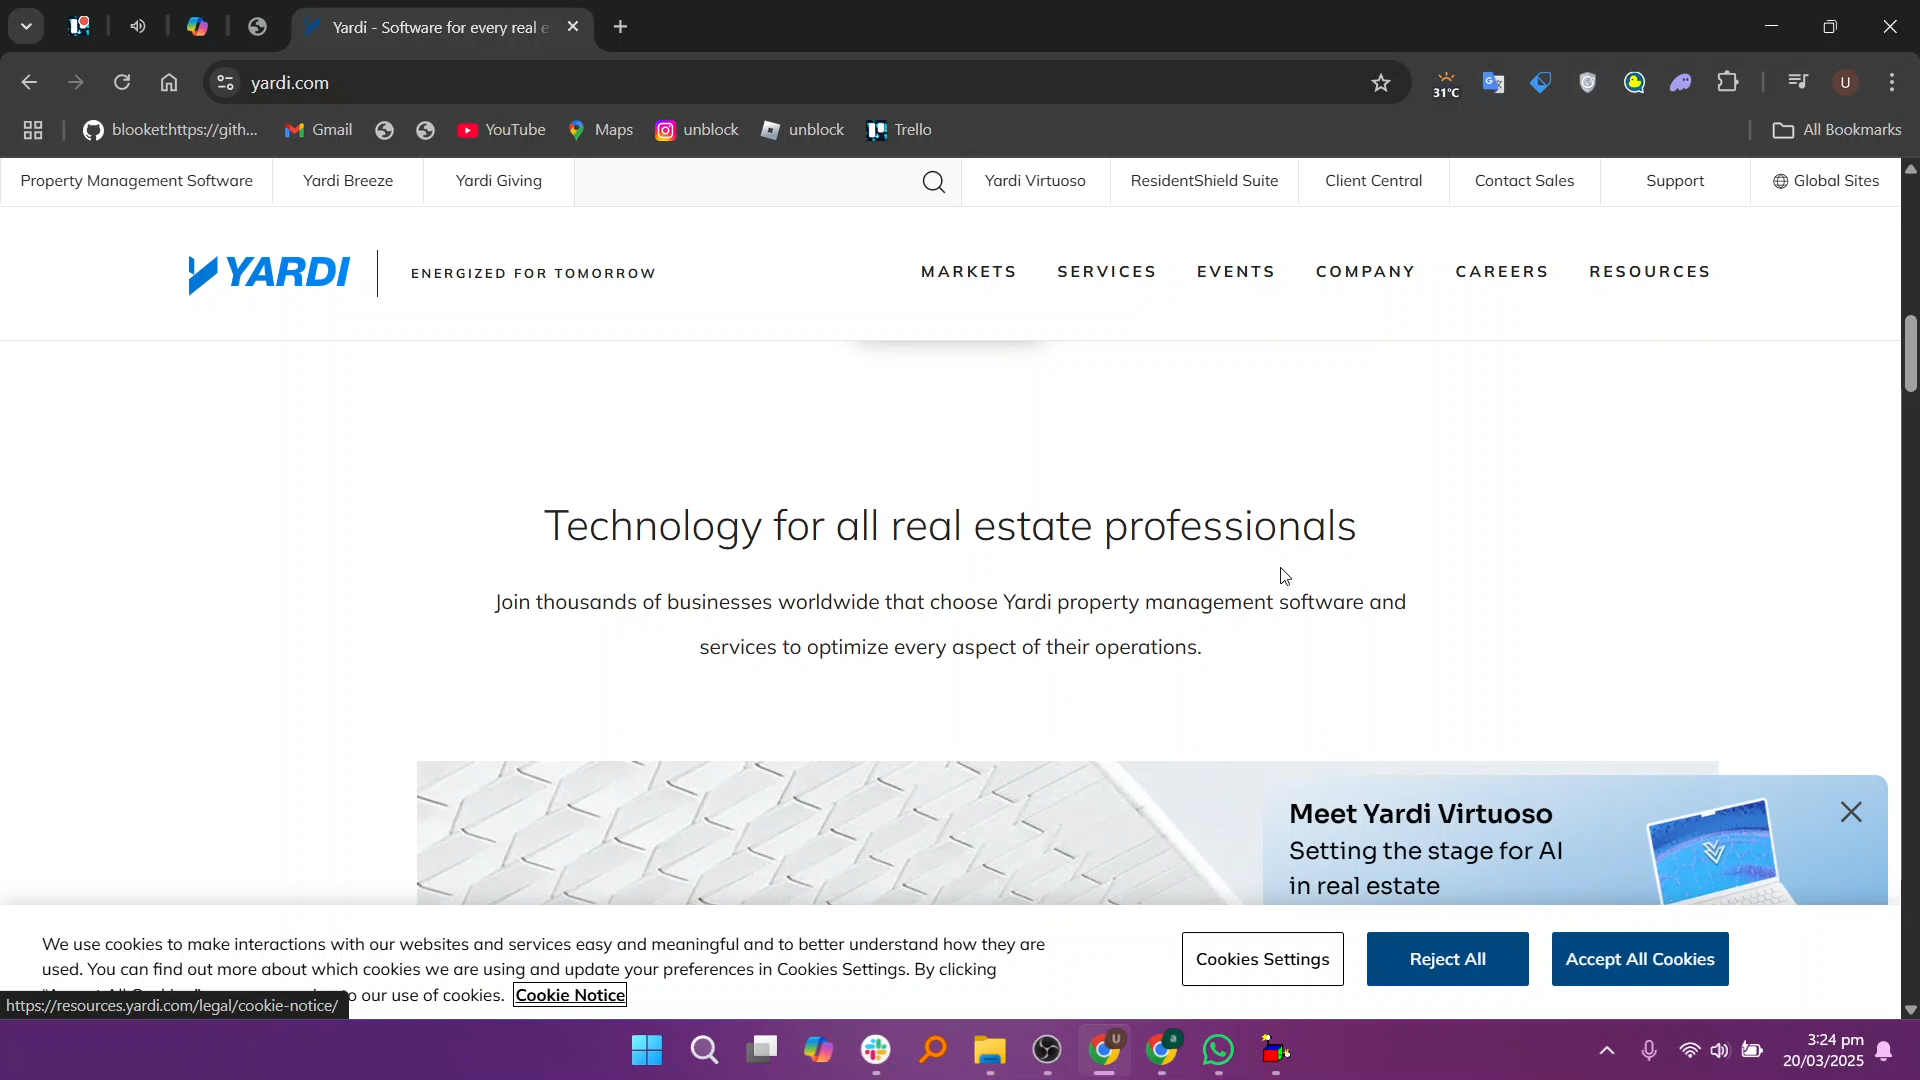 Yardi - Software for every real e
yardi.com
31°C
U
blooket:https://gith...
Gmail
YouTube
Maps
unblock
unblock
Trello
All Bookmarks
Property Management Software
Yardi Breeze
Yardi Giving
Yardi Virtuoso
ResidentShield Suite
Client Central
Contact Sales
Support
Global Sites
YARDI
ENERGIZED FOR TOMORROW
MARKETS
SERVICES
EVENTS
COMPANY
CAREERS
RESOURCES
Technology for all real estate professionals
Join thousands of businesses worldwide that choose Yardi property management software and
services to optimize every aspect of their operations.
Meet Yardi Virtuoso
Setting the stage for AI
in real estate
We use cookies to make interactions with our websites and services easy and meaningful and to better understand how they are
used. You can find out more about which cookies we are using and update your preferences in Cookies Settings. By clicking
o our use of cookies. Cookie Notice
Cookies Settings
Reject All
Accept All Cookies
https://resources.yardi.com/legal/cookie-notice/
U
a
3:24 pm
20/03/2025